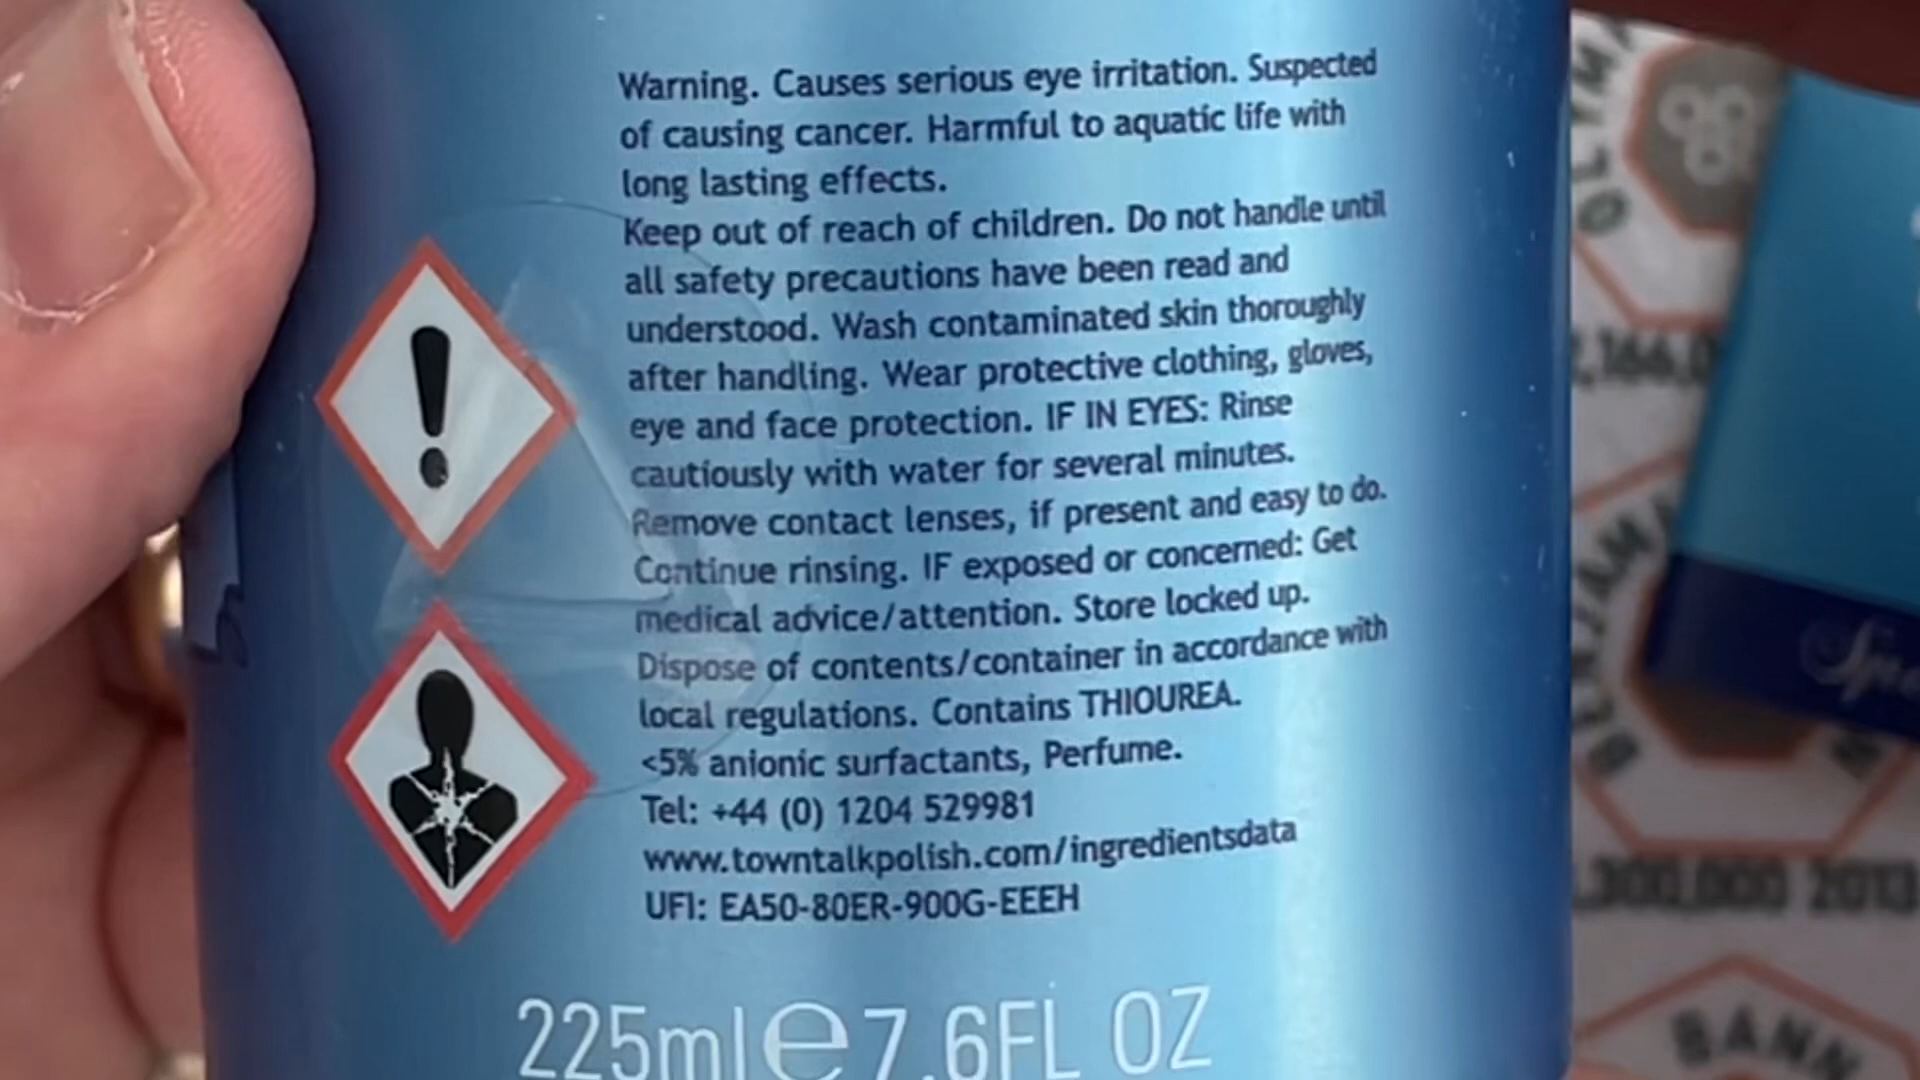 Warning. Causes serious eye irritation. Suspected
of causing cancer. Harmful to aquatic life with
long lasting effects.
Keep out of reach of children. Do not handle until
all safety precautions have been read and
understood. Wash contaminated skin thoroughly
after handling. Wear protective clothing, gloves,
eye and face protection. IF IN EYES: Rinse
cautiously with water for several minutes.
Remove contact lenses, if present and easy to do.
Continue rinsing. IF exposed or concerned: Get
medical advice/attention. Store locked up.
Dispose of contents/container in accordance with
local regulations. Contains THIOUREA.
<5% anionic surfactants, Perfume.
Tel: +44 (0) 1204 529981
www.towntalkpolish.com/ingredientsdata
UFI: EA50-80ER-900G-EEEH
225ml e 7.6FL OZ
2013
BANN